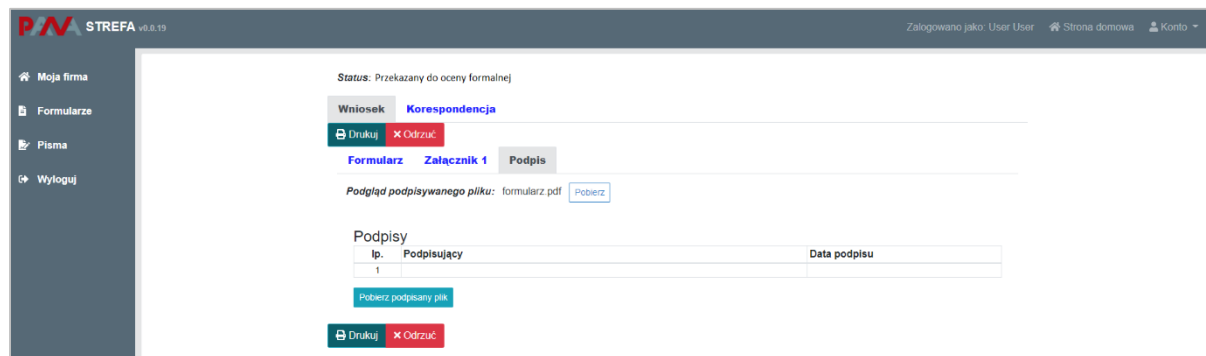 PANA STREFA v0.0.19
Zalogowano jako: User User Strona domowa Konto
Moja firma
Formularze
Pisma
Wyloguj
Status: Przekazany do oceny formalnej
Wniosek Korespondencja
Drukuj Odrzuć
Formularz Załącznik 1 Podpis
Podgląd podpisywanego pliku: formularz.pdf Pobierz
Podpisy
lp. Podpisujący Data podpisu
1
Pobierz podpisany plik
Drukuj Odrzuć